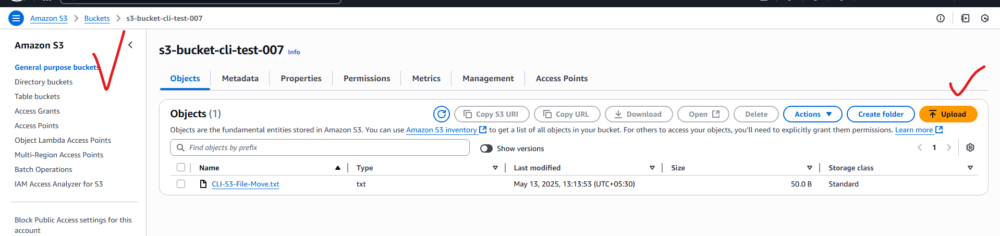 Amazon S3 > Buckets > s3-bucket-cli-test-007
Amazon S3
General purpose buckets
Directory buckets
Table buckets
Access Grants
Access Points
Object Lambda Access Points
Multi-Region Access Points
Batch Operations
IAM Access Analyzer for S3
Block Public Access settings for this
account
s3-bucket-cli-test-007 Info
Objects Metadata Properties Permissions Metrics Management Access Points
Objects (1) Copy S3 URI Copy URL Download Open Delete Actions Create folder Upload
Objects are the fundamental entities stored in Amazon S3. You can use Amazon S3 inventory to get a list of all objects in your bucket. For others to access your objects, you'll need to explicitly grant them permissions. Learn more
Find objects by prefix Show versions 1
Name Type Last modified Size Storage class
CLI-S3-File-Move.txt txt May 13, 2025, 13:13:53 (UTC+05:30) 50.0 B Standard